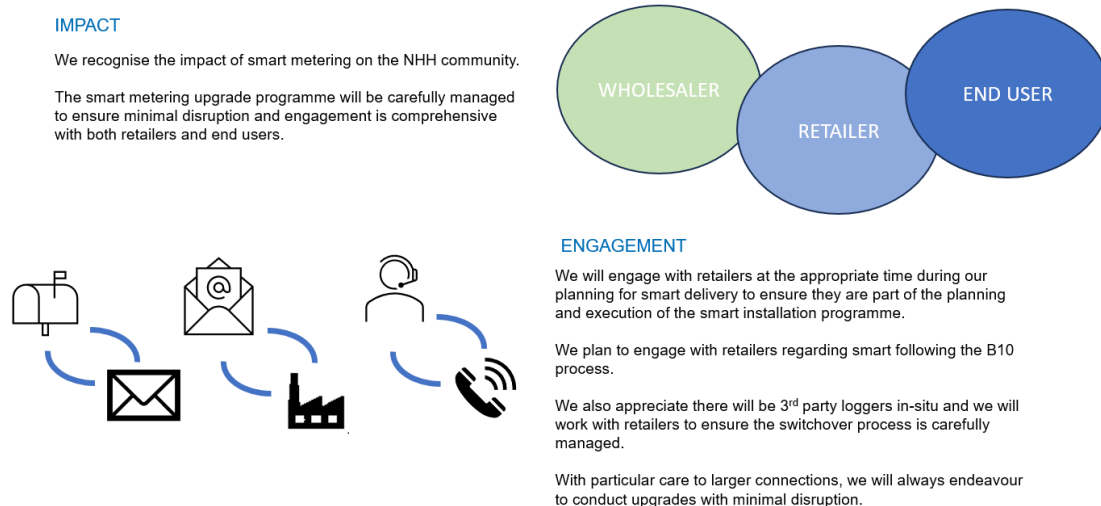 IMPACT
We recognise the impact of smart metering on the NHH community.
The smart metering upgrade programme will be carefully managed
to ensure minimal disruption and engagement is comprehensive
with both retailers and end users.
WHOLESALER
RETAILER
END USER
@
ENGAGEMENT
We will engage with retailers at the appropriate time during our
planning for smart delivery to ensure they are part of the planning
and execution of the smart installation programme.
We plan to engage with retailers regarding smart following the B10
process.
We also appreciate there will be 3rd party loggers in-situ and we will
work with retailers to ensure the switchover process is carefully
managed.
With particular care to larger connections, we will always endeavour
to conduct upgrades with minimal disruption.